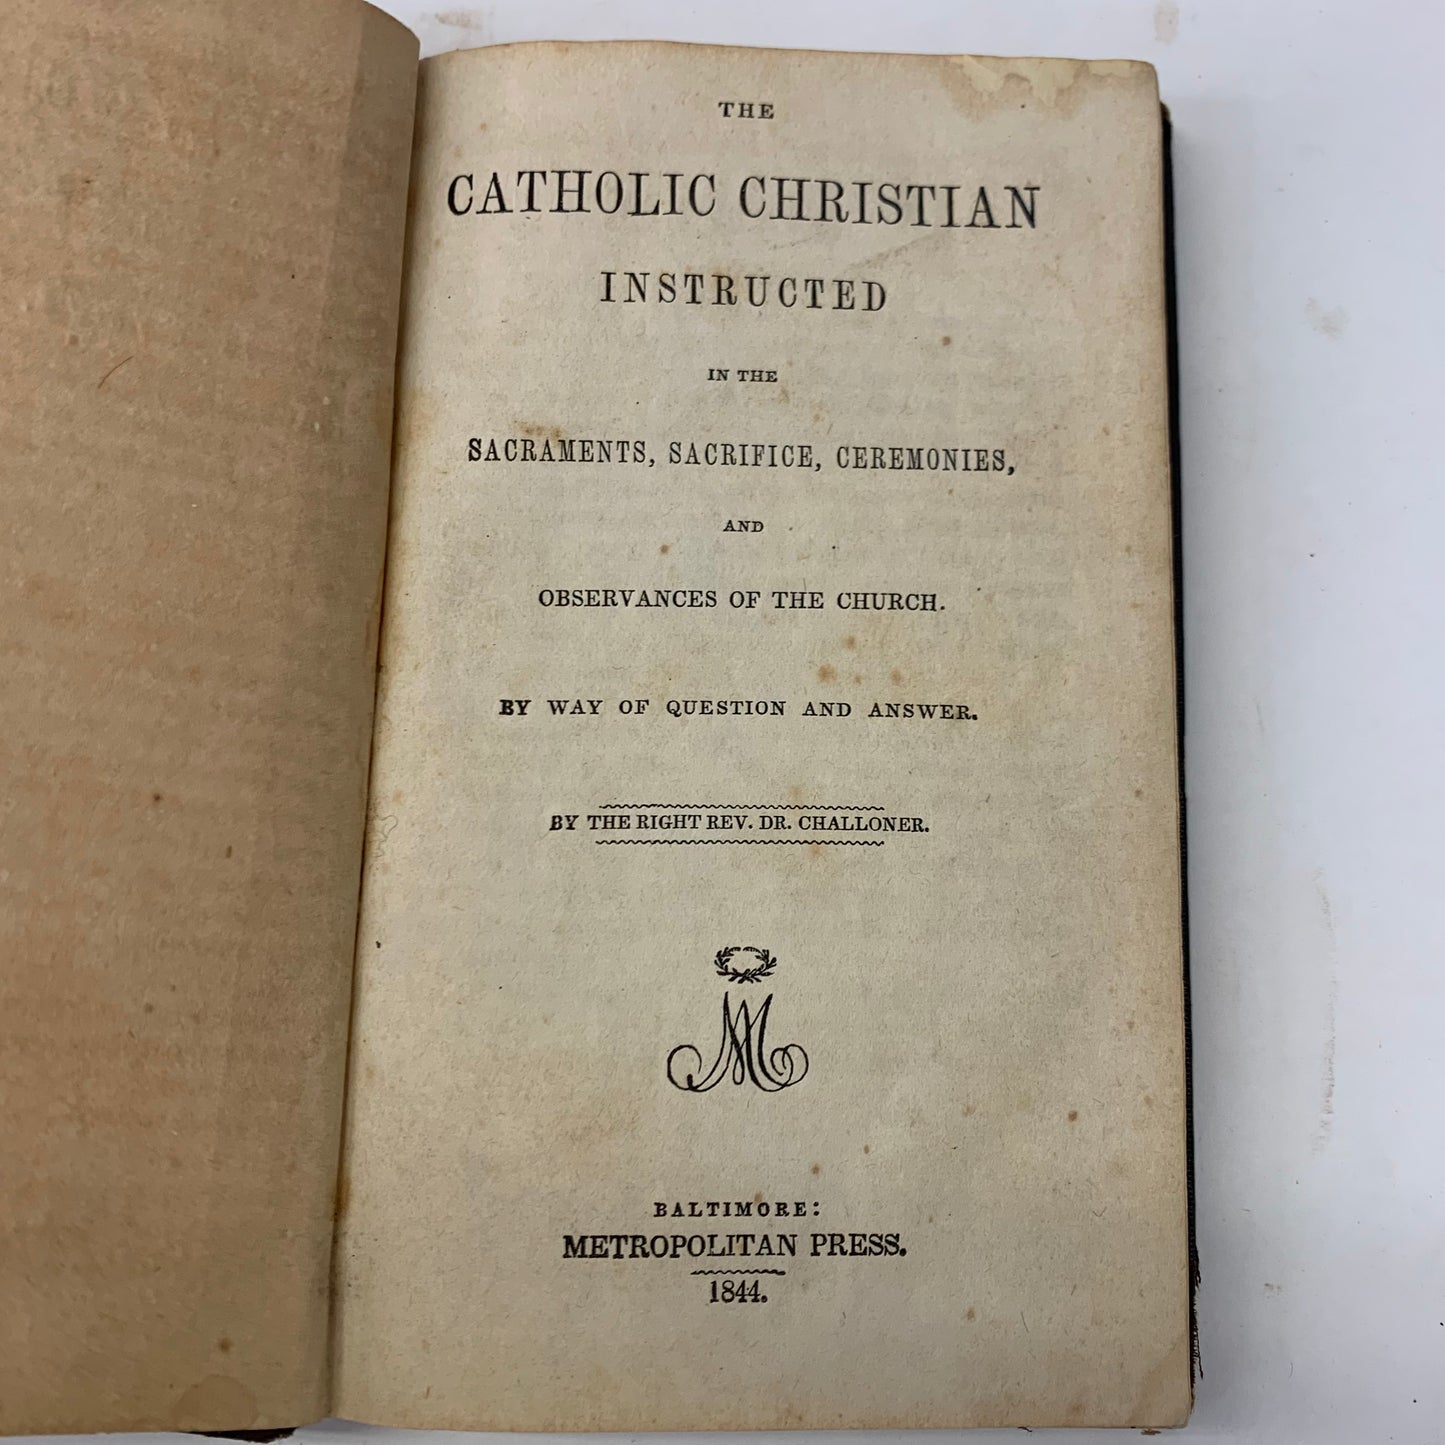 THE
CATHOLIC CHRISTIAN
INSTRUCTED
IN THE
SACRAMENTS, SACRIFICE, CEREMONIES,
AND
OBSERVANCES OF THE CHURCH.
BY WAY OF QUESTION AND ANSWER.
BY THE RIGHT REV. DR. CHALLONER.
BALTIMORE:
METROPOLITAN PRESS.
1844.